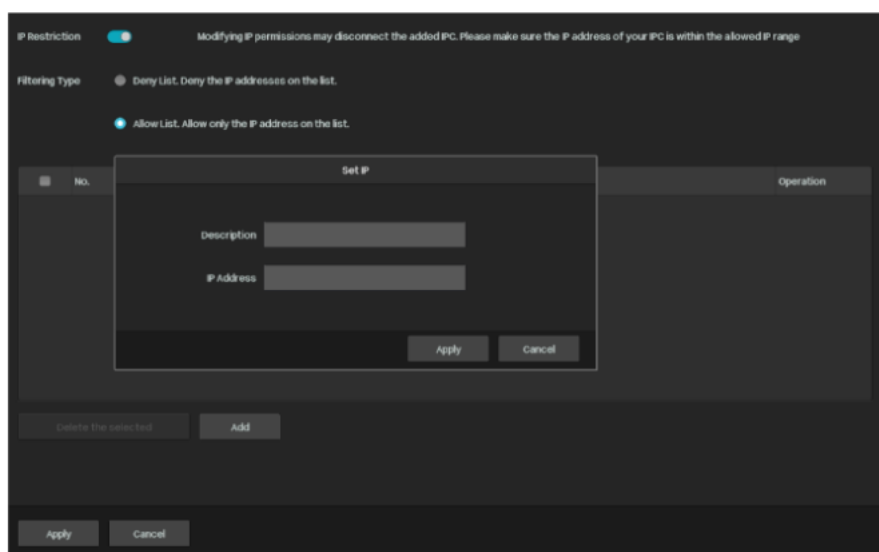 IP Restriction Modifying IP permissions may disconnect the added IPC. Please make sure the IP address of your IPC is within the allowed IP range
Filtering Type Deny List. Deny the IP addresses on the list.
Allow List. Allow only the IP address on the list.
Set IP
No. Operation
Description
IP Address
Apply Cancel
Delete the selected Add
Apply Cancel